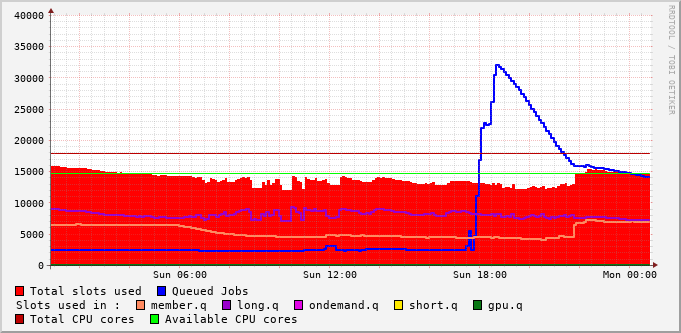 RRDTOOL / TOBI OETIKER
40000
35000
30000
25000
20000
15000
10000
5000
0
Sun 06:00 Sun 12:00 Sun 18:00 Mon 00:00
Total slots used Queued Jobs
Slots used in : member.q long.q ondemand.q short.q gpu.q
Total CPU cores Available CPU cores